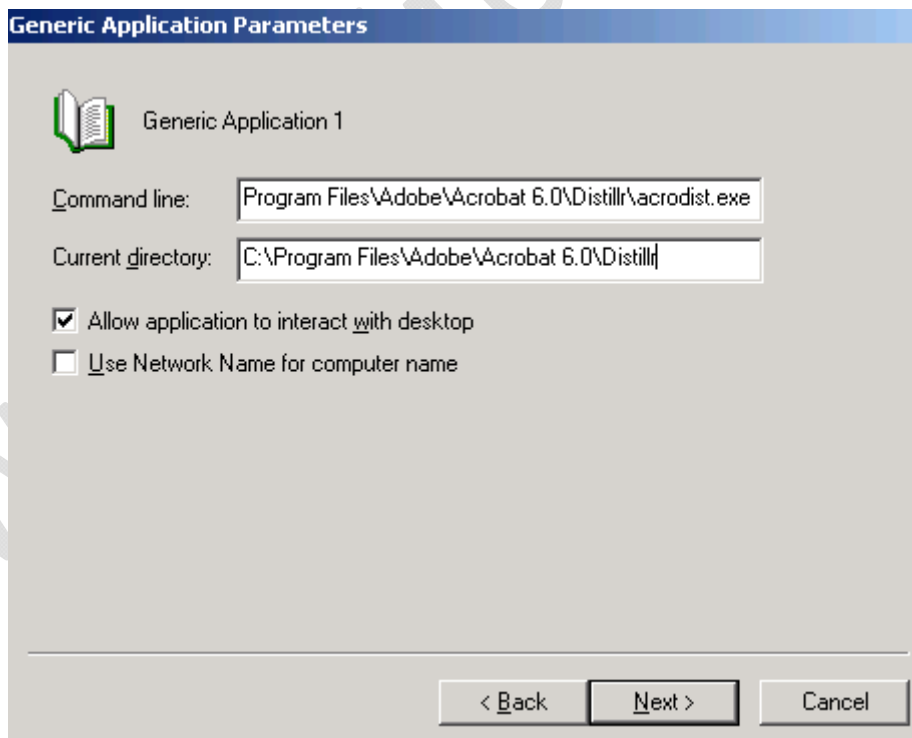 Generic Application Parameters
Generic Application 1
Command line: Program Files\Adobe\Acrobat 6.0\Distillr\acrodist.exe
Current directory: C:\Program Files\Adobe\Acrobat 6.0\Distillr
Allow application to interact with desktop
Use Network Name for computer name
< Back Next > Cancel